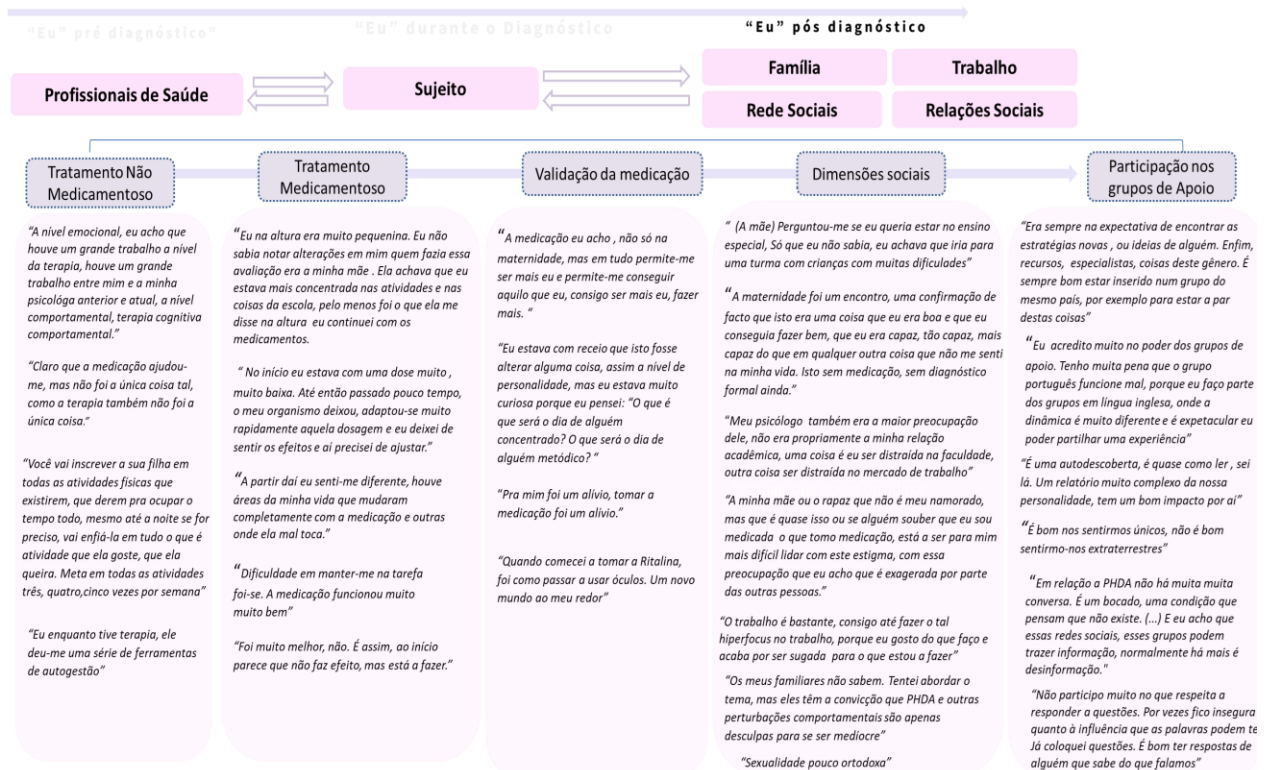 “Eu” pré diagnóstico”
“Eu” durante o Diagnóstico
“Eu” pós diagnóstico
Profissionais de Saúde
Sujeito
Família
Trabalho
Rede Sociais
Relações Sociais
Tratamento Não
Medicamentoso
Tratamento
Medicamentoso
Validação da medicação
Dimensões sociais
Participação nos
grupos de Apoio
“A nível emocional, eu acho que
houve um grande trabalho a nível
da terapia, houve um grande
trabalho entre mim e a minha
psicológa anterior e atual, a nível
comportamental, terapia cognitiva
comportamental.”
“Claro que a medicação ajudou-
me, mas não foi a única coisa tal,
como a terapia também não foi a
única coisa.”
“Você vai inscrever a sua filha em
todas as atividades físicas que
existirem, que derem pra ocupar o
tempo todo, mesmo até a noite se for
preciso, vai enfiá-la em tudo o que é
atividade que ela goste, que ela
queira. Meta em todas as atividades
três, quatro,cinco vezes por semana”
“Eu enquanto tive terapia, ele
deu-me uma série de ferramentas
de autogestão”
“Eu na altura era muito pequenina. Eu não
sabia notar alterações em mim quem fazia essa
avaliação era a minha mãe . Ela achava que eu
estava mais concentrada nas atividades e nas
coisas da escola, pelo menos foi o que ela me
disse na altura eu continuei com os
medicamentos.
“ No início eu estava com uma dose muito ,
muito baixa. Até então passado pouco tempo,
o meu organismo deixou, adaptou-se muito
rapidamente aquela dosagem e eu deixei de
sentir os efeitos e aí precisei de ajustar.”
“A partir daí eu senti-me diferente, houve
áreas da minha vida que mudaram
completamente com a medicação e outras
onde ela mal toca.”
“Dificuldade em manter-me na tarefa
foi-se. A medicação funcionou muito
muito bem”
“Foi muito melhor, não. É assim, ao início
parece que não faz efeito, mas está a fazer.”
“A medicação eu acho , não só na
maternidade, mas em tudo permite-me
ser mais eu e permite-me conseguir
aquilo que eu, consigo ser mais eu, fazer
mais. “
“Eu estava com receio que isto fosse
alterar alguma coisa, assim a nível de
personalidade, mas eu estava muito
curiosa porque eu pensei: “O que é
que será o dia de alguém
concentrado? O que será o dia de
alguém metódico? “
"Pra mim foi um alívio, tomar a
medicação foi um alívio.”
“Quando comecei a tomar a Ritalina,
foi como passar a usar óculos. Um novo
mundo ao meu redor”
“ (A mãe) Perguntou-me se eu queria estar no ensino
especial, Só que eu não sabia, eu achava que iria para
uma turma com crianças com muitas dificulades”
“A maternidade foi um encontro, uma confirmação de
facto que isto era uma coisa que eu era boa e que eu
conseguia fazer bem, que eu era capaz, tão capaz, mais
capaz do que em qualquer outra coisa que não me senti
na minha vida. Isto sem medicação, sem diagnóstico
formal ainda.”
"Meu psicólogo também era a maior preocupação
dele, não era propriamente a minha relação
acadêmica, uma coisa é eu ser distraída na faculdade,
outra coisa ser distraída no mercado de trabalho”
“A minha mãe ou o rapaz que não é meu namorado,
mas que é quase isso ou se alguém souber que eu sou
medicada o que tomo medicação, está a ser para mim
mais difícil lidar com este estigma, com essa
preocupação que eu acho que é exagerada por parte
das outras pessoas.”
“O trabalho é bastante, consigo até fazer o tal
hiperfocus no trabalho, porque eu gosto do que faço e
acaba por ser sugada para o que estou a fazer”
“Os meus familiares não sabem. Tentei abordar o
tema, mas eles têm a convicção que PHDA e outras
perturbações comportamentais são apenas
desculpas para se ser medíocre”
“Sexualidade pouco ortodoxa”
“Era sempre na expectativa de encontrar as
estratégias novas , ou ideias de alguém. Enfim,
recursos, especialistas, coisas deste gênero. É
sempre bom estar inserido num grupo do
mesmo país, por exemplo para estar a par
destas coisas”
“Eu acredito muito no poder dos grupos de
apoio. Tenho muita pena que o grupo
português funcione mal, porque eu faço parte
dos grupos em língua inglesa, onde a
dinâmica é muito diferente e é expetacular eu
poder partilhar uma experiência”
“É uma autodescoberta, é quase como ler , sei
lá. Um relatório muito complexo da nossa
personalidade, tem um bom impacto por aí”
“É bom nos sentirmos únicos, não é bom
sentirmo-nos extraterrestres”
“Em relação a PHDA não há muita muita
conversa. É um bocado, uma condição que
pensam que não existe. (...) E eu acho que
essas redes sociais, esses grupos podem
trazer informação, normalmente há mais é
desinformação."
“Não participo muito no que respeita a
responder a questões. Por vezes fico insegura
quanto à influência que as palavras podem te
Já coloquei questões. É bom ter respostas de
alguém que sabe do que falamos”